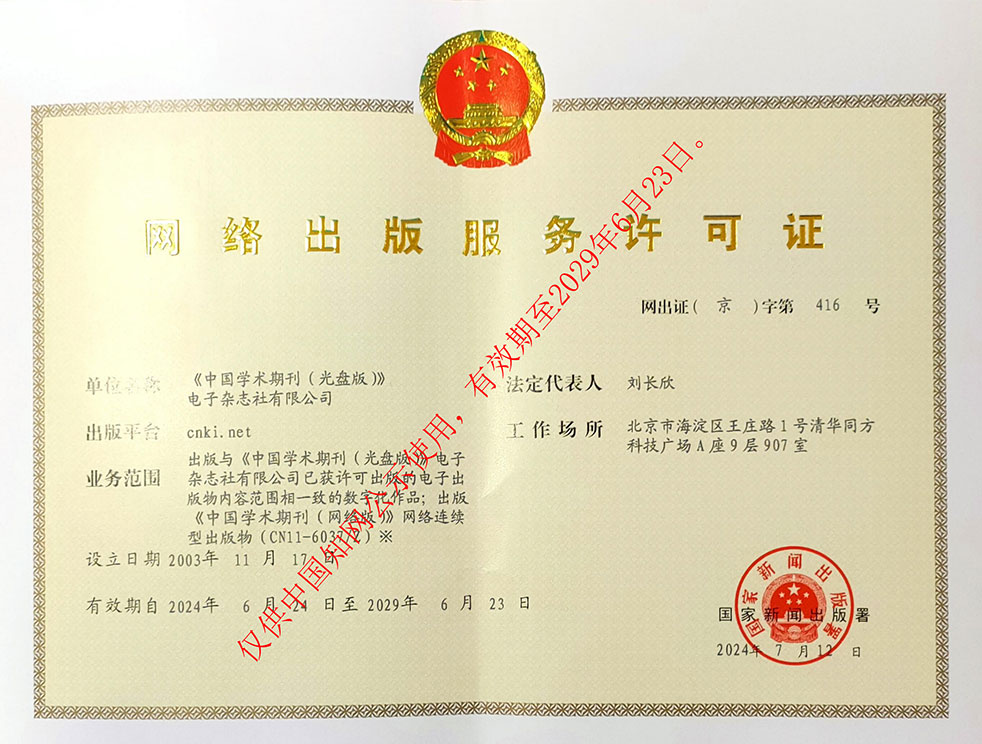 网络出版服务许可证
网出证(京)字第 416 号
单位名称 《中国学术期刊(光盘版)》
电子杂志社有限公司
出版平台 cnki.net
业务范围 出版与《中国学术期刊(光盘版)》电子
杂志社有限公司已获许可出版的电子出
版物内容范围相一致的数字化作品;出版
《中国学术期刊(网络版)》网络连续
型出版物(CN11-6037/Z)※
设立日期 2003年 11 月 17 日
有效期自 2024年 6 月 24 日至 2029年 6 月 23 日
法定代表人 刘长欣
工作场所 北京市海淀区王庄路1号清华同方
科技广场A座9层907室
国家新闻出版署
2024年 7 月 12 日
国家新闻出版署
仅供中国知网公示使用,有效期至2029年6月23日。